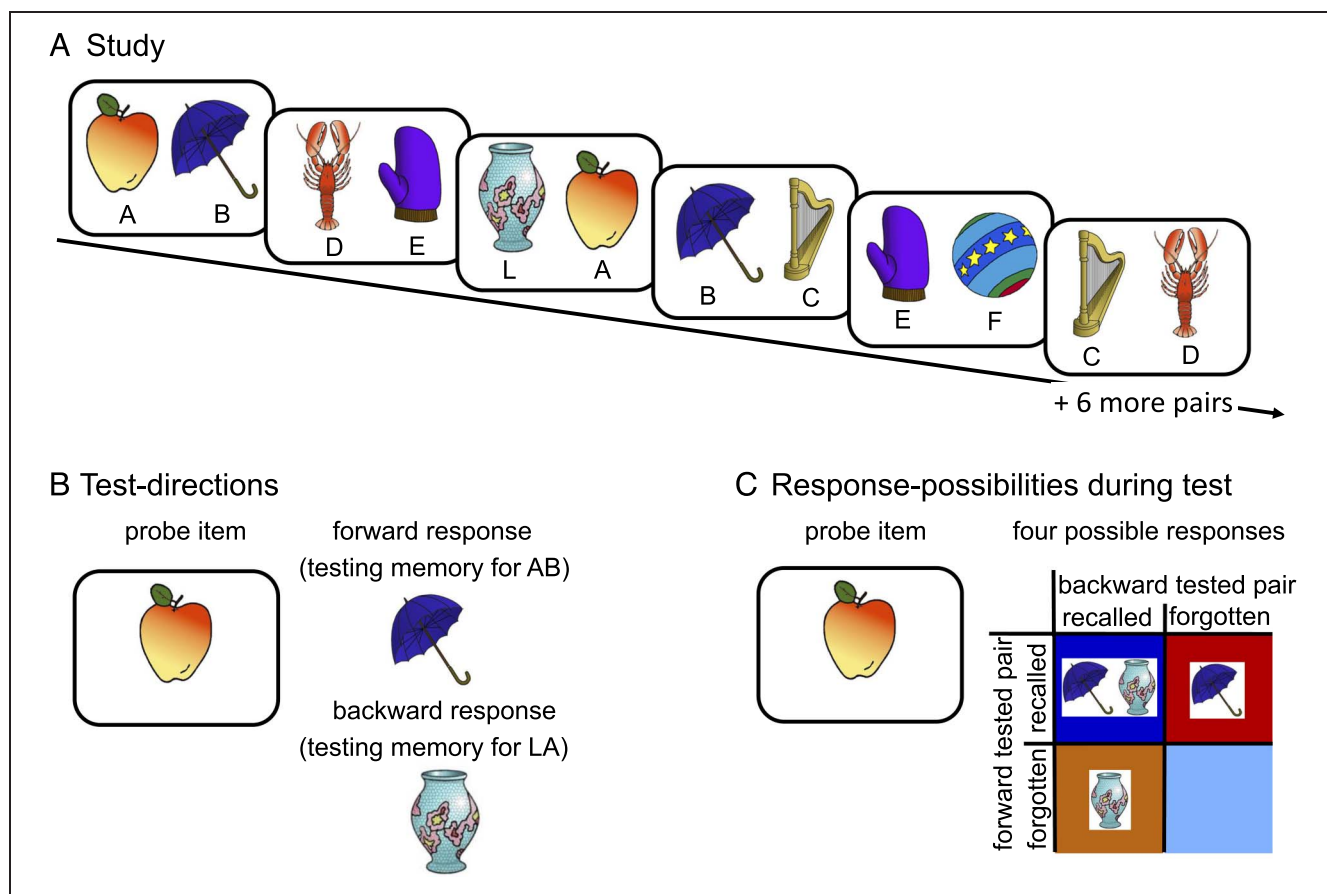 A Study
A B
D E
L A
B C
E F
C D
+ 6 more pairs
B Test-directions
probe item
forward response
(testing memory for AB)
backward response
(testing memory for LA)
C Response-possibilities during test
probe item
four possible responses
backward tested pair
recalled forgotten
forward tested pair
recalled
forgotten